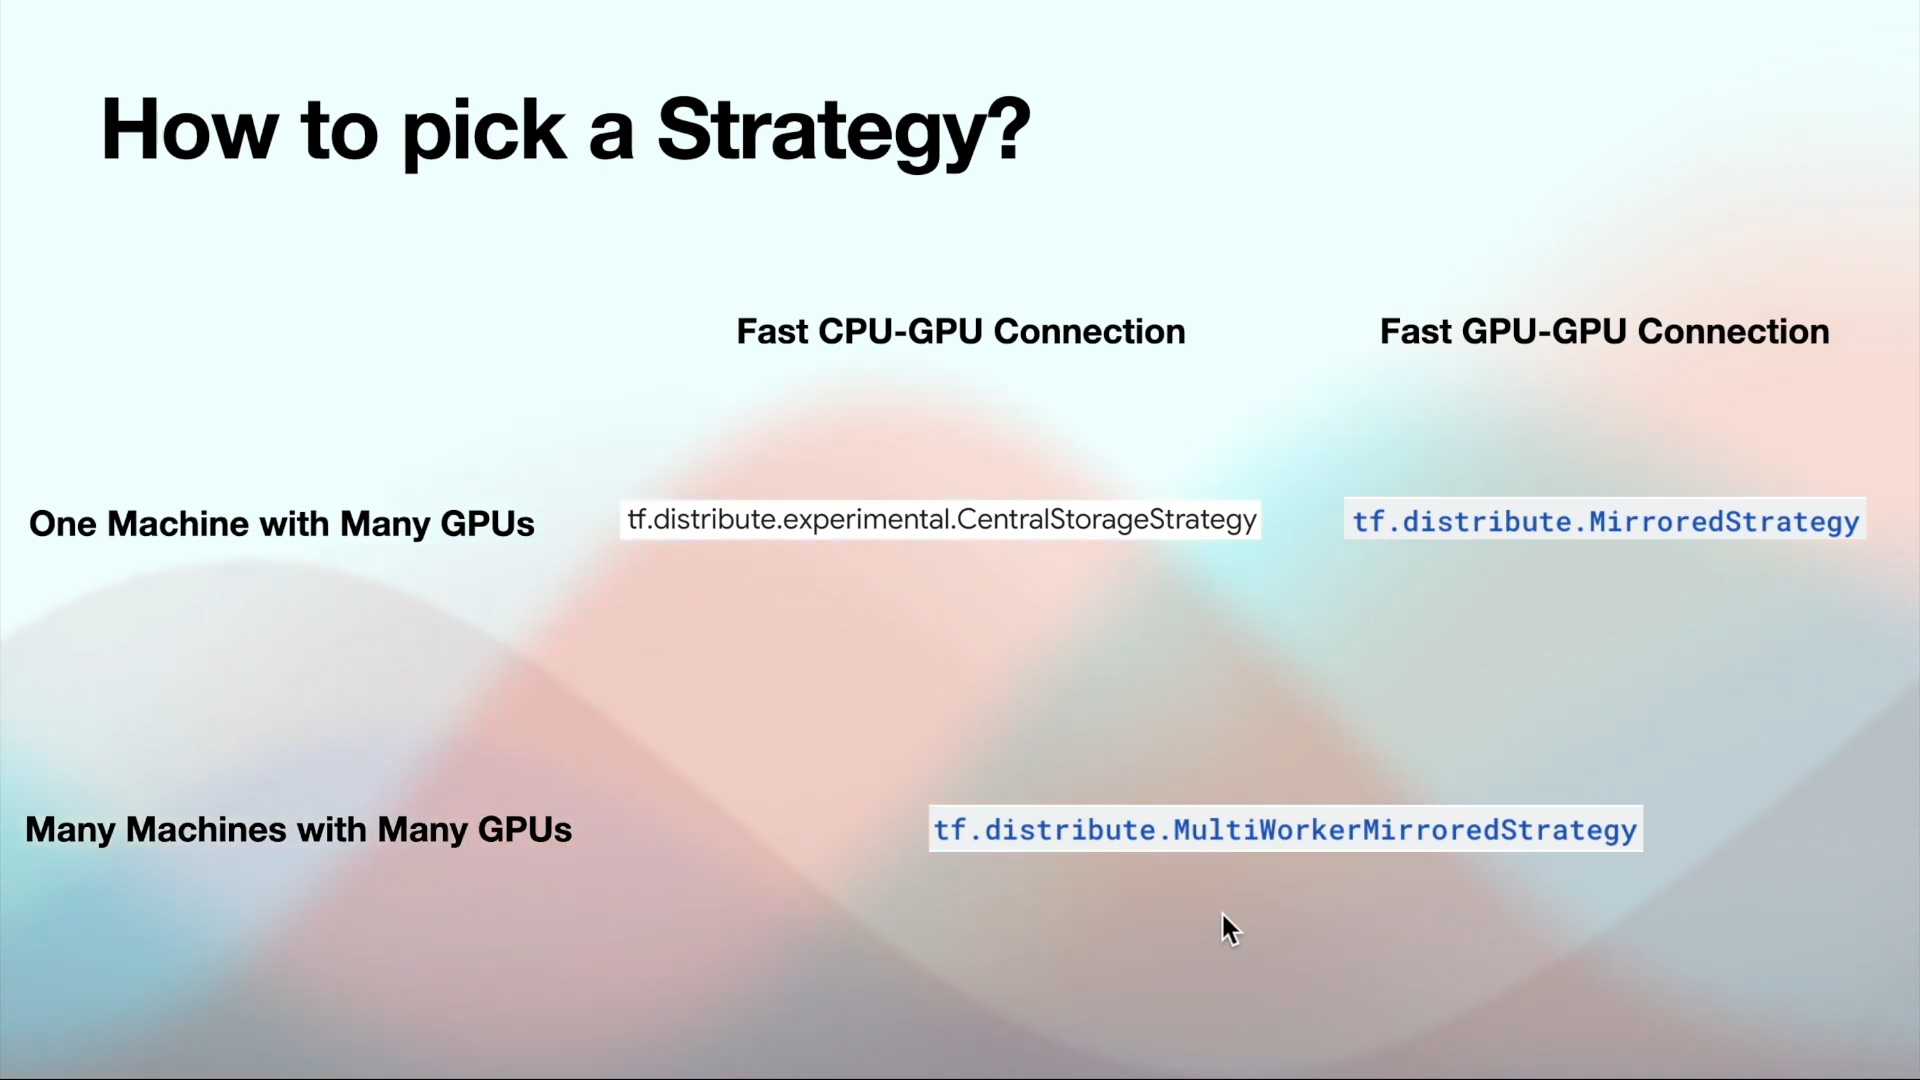 How to pick a Strategy?
Fast CPU-GPU Connection
Fast GPU-GPU Connection
One Machine with Many GPUs
tf.distribute.experimental.CentralStorageStrategy
tf.distribute.MirroredStrategy
Many Machines with Many GPUs
tf.distribute.MultiWorkerMirroredStrategy